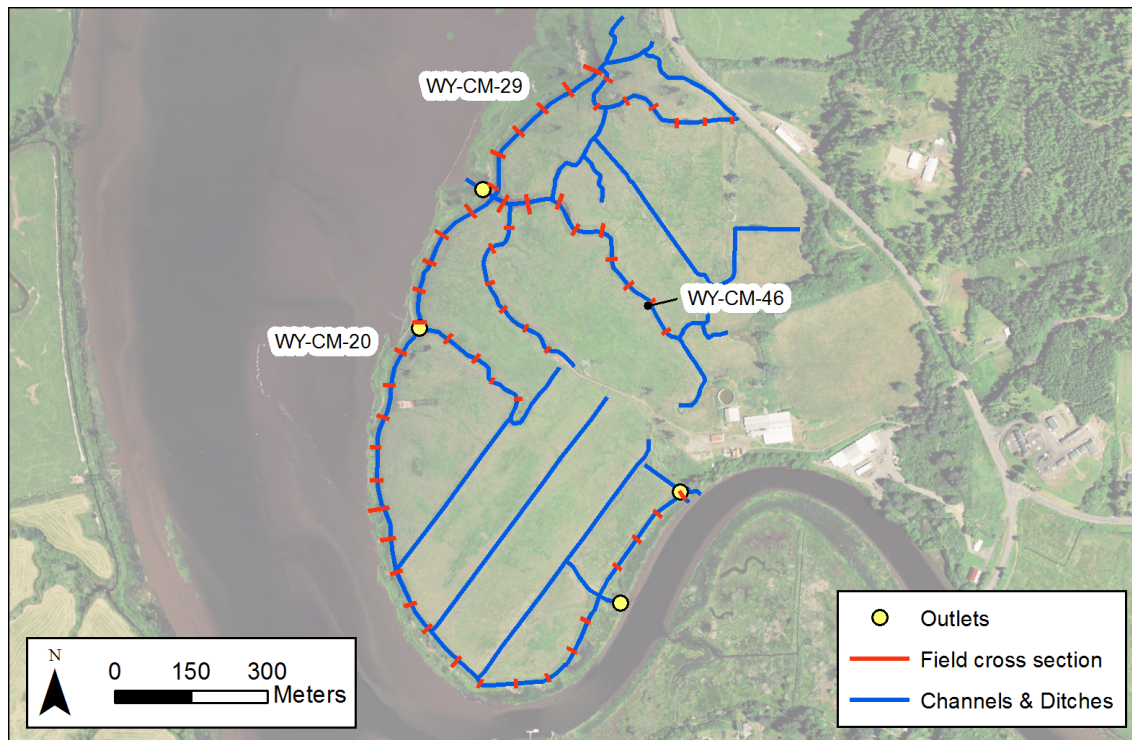 WY-CM-29
WY-CM-46
WY-CM-20
Outlets
Field cross section
Channels & Ditches
N
0 150 300
Meters